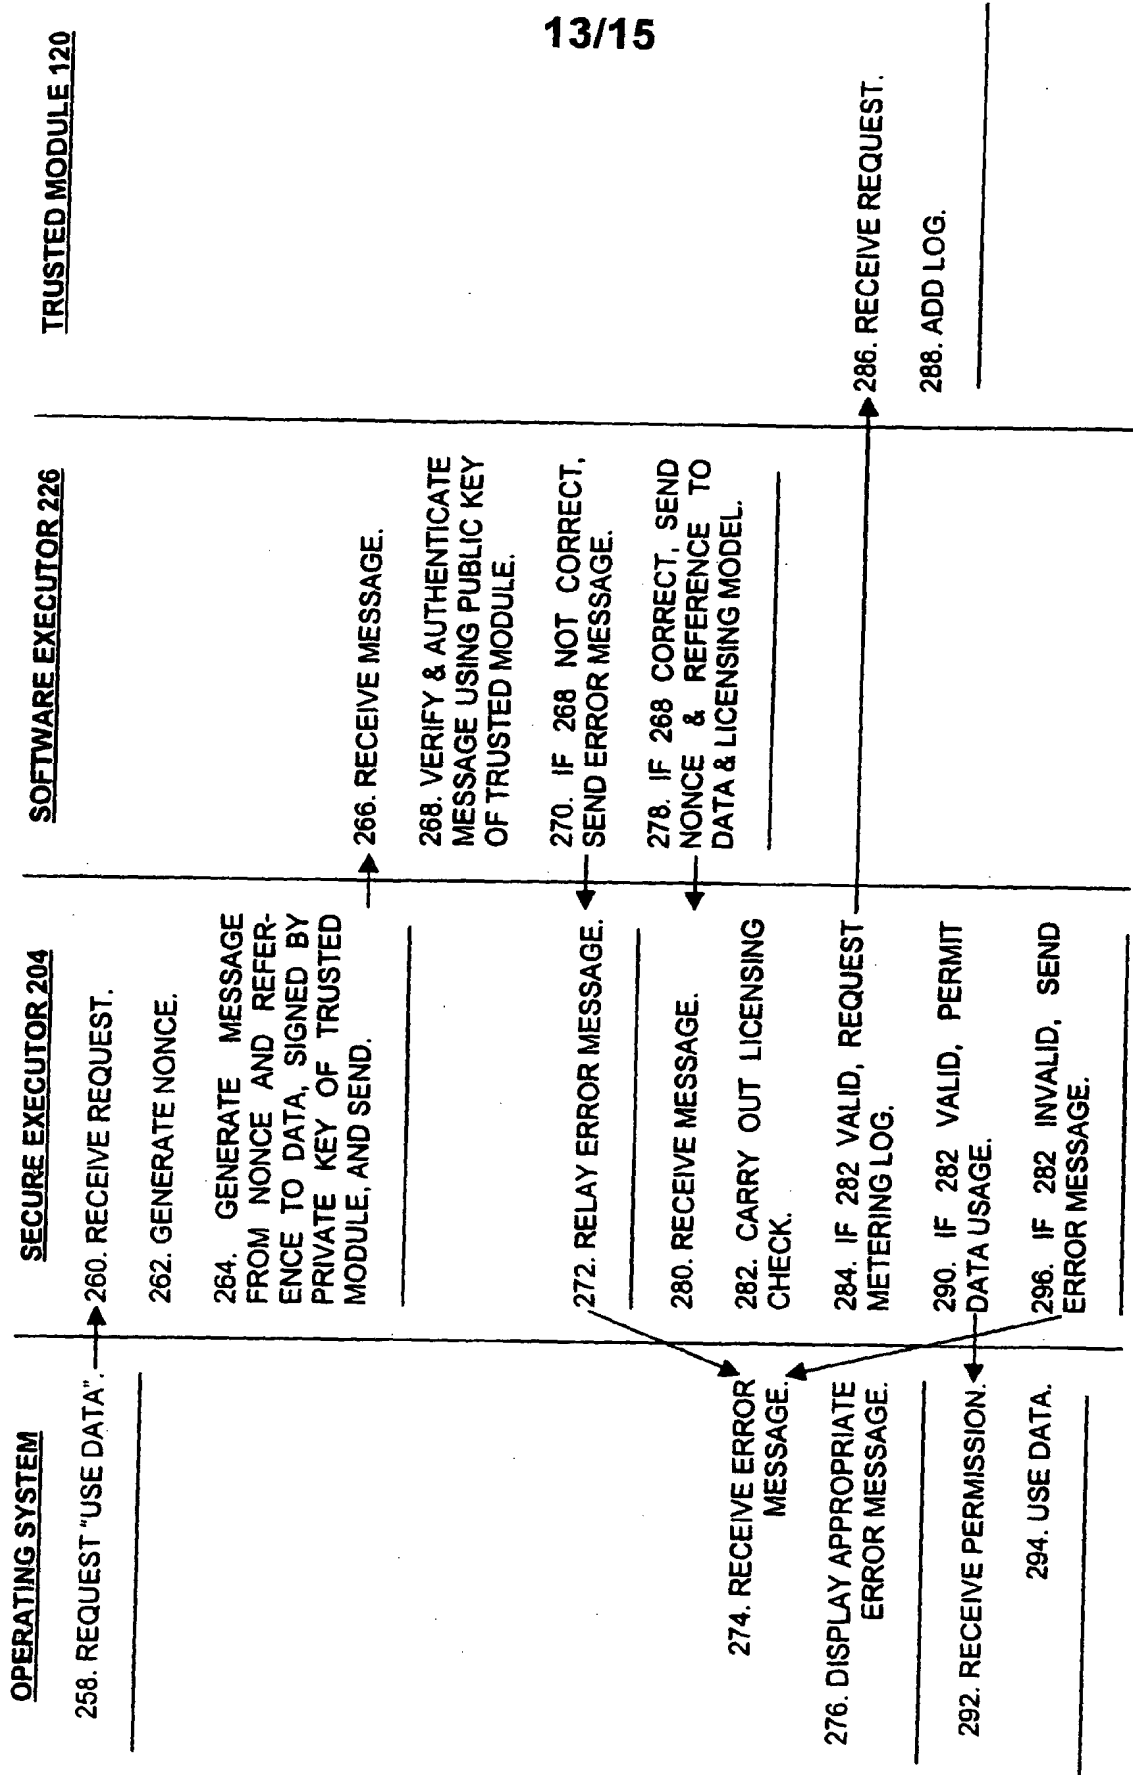 13/15
OPERATING SYSTEM
258. REQUEST "USE DATA".
274. RECEIVE ERROR
MESSAGE.
276. DISPLAY APPROPRIATE
ERROR MESSAGE.
292. RECEIVE PERMISSION.
294. USE DATA.
SECURE EXECUTOR 204
260. RECEIVE REQUEST.
262. GENERATE NONCE.
264. GENERATE MESSAGE
FROM NONCE AND REFER-
ENCE TO DATA, SIGNED BY
PRIVATE KEY OF TRUSTED
MODULE, AND SEND.
272. RELAY ERROR MESSAGE.
280. RECEIVE MESSAGE.
282. CARRY OUT LICENSING
CHECK.
284. IF 282 VALID, REQUEST
METERING LOG.
290. IF 282 VALID, PERMIT
DATA USAGE.
296. IF 282 INVALID, SEND
ERROR MESSAGE.
SOFTWARE EXECUTOR 226
266. RECEIVE MESSAGE.
268. VERIFY & AUTHENTICATE
MESSAGE USING PUBLIC KEY
OF TRUSTED MODULE.
270. IF 268 NOT CORRECT,
SEND ERROR MESSAGE.
278. IF 268 CORRECT, SEND
NONCE & REFERENCE TO
DATA & LICENSING MODEL.
TRUSTED MODULE 120
286. RECEIVE REQUEST.
288. ADD LOG.